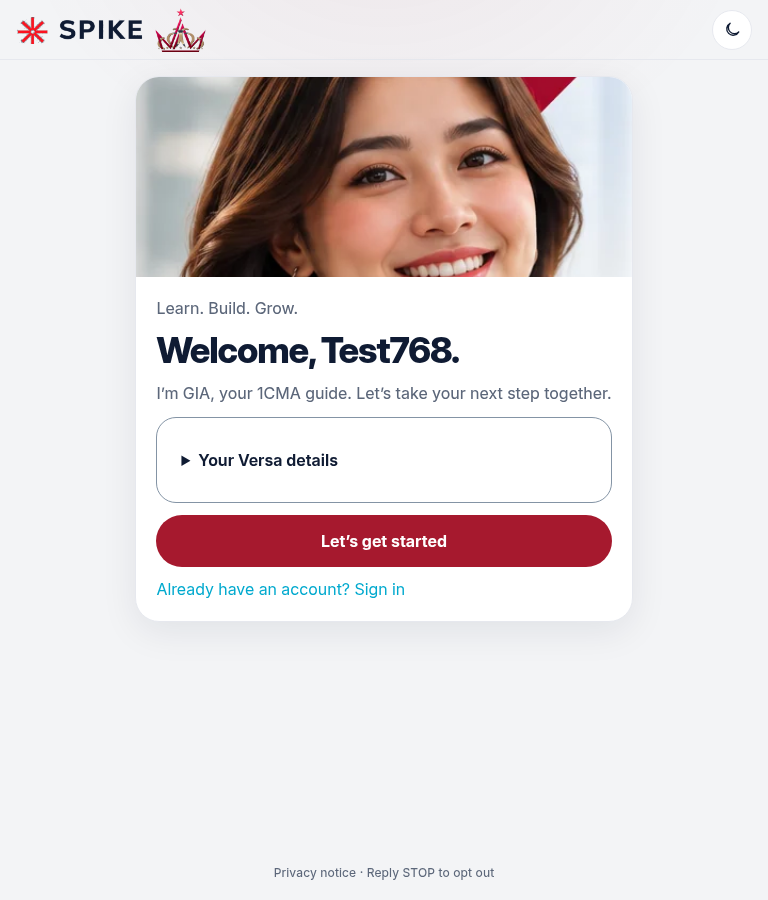 SPIKE
Learn. Build. Grow.
Welcome, Test768.
I’m GIA, your 1CMA guide. Let’s take your next step together.
Your Versa details
Let’s get started
Already have an account? Sign in
Privacy notice · Reply STOP to opt out